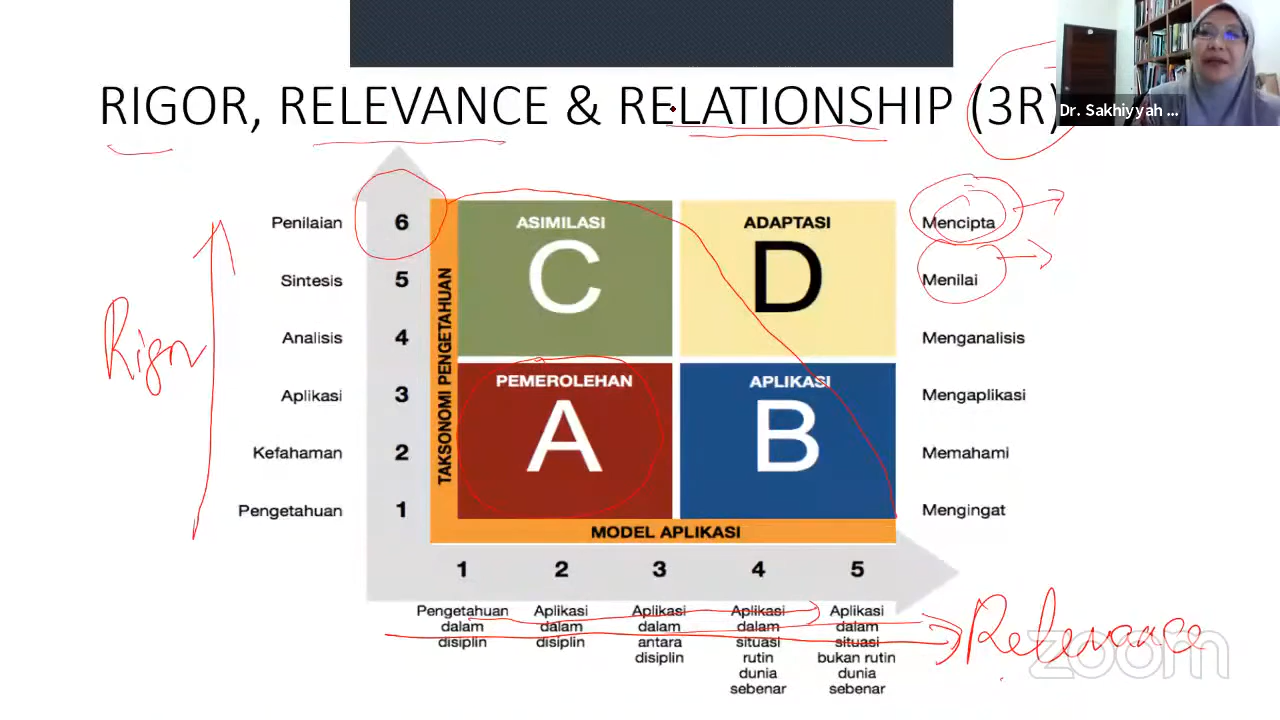 RIGOR, RELEVANCE & RELATIONSHIP (3R)
Dr. Sakhiyyah ...
Penilaian 6
Sintesis 5
Analisis 4
Aplikasi 3
Kefahaman 2
Pengetahuan 1
Rigor
TAKSONOMI PENGETAHUAN
ASIMILASI
C
ADAPTASI
D
PEMEROLEHAN
A
APLIKASI
B
MODEL APLIKASI
Mencipta
Menilai
Menganalisis
Mengaplikasi
Memahami
Mengingat
1 2 3 4 5
Pengetahuan
dalam
disiplin
Aplikasi
dalam
disiplin
Aplikasi
dalam
antara
disiplin
Aplikasi
dalam
situasi
rutin
dunia
sebenar
Aplikasi
dalam
situasi
bukan rutin
dunia
sebenar
Relevance
zoom